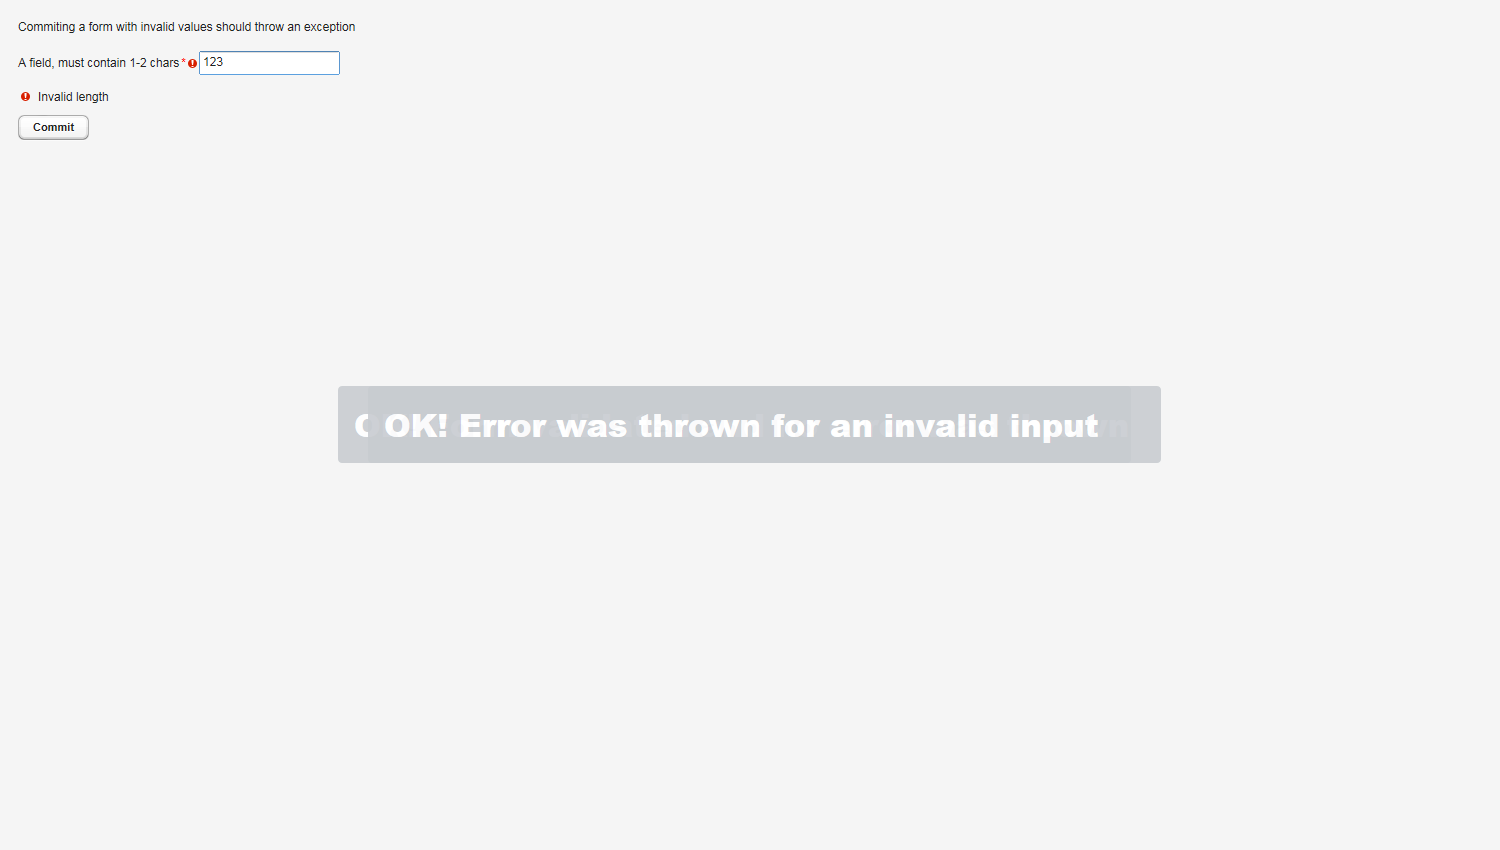 Commiting a form with invalid values should throw an exception
A field, must contain 1-2 chars * 123
Invalid length
Commit
OK! Error was thrown for an invalid input